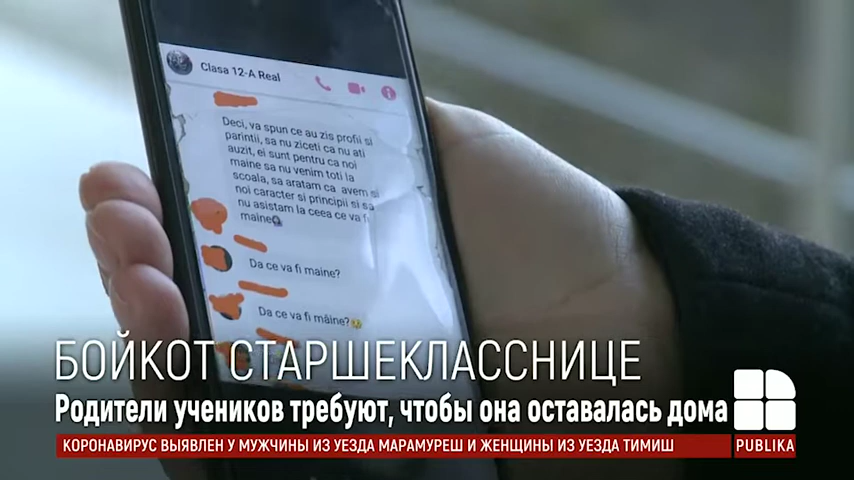 Clasa 12-A Real
Deci, va spun ce au zis profii si
parintii, sa nu ziceti ca nu ati
auzit, ei sunt pentru ca noi
maine sa nu venim toti la
scoala, sa aratam ca avem si
noi caracter si principii si sa
nu asistam la ceea ce va fi
maine
Da ce va fi maine?
Da ce va fi mâine?
БОЙКОТ СТАРШЕКЛАССНИЦЕ
Родители учеников требуют, чтобы она оставалась дома
КОРОНАВИРУС ВЫЯВЛЕН У МУЖЧИНЫ ИЗ УЕЗДА МАРАМУРЕШ И ЖЕНЩИНЫ ИЗ УЕЗДА ТИМИШ
PUBLIKA